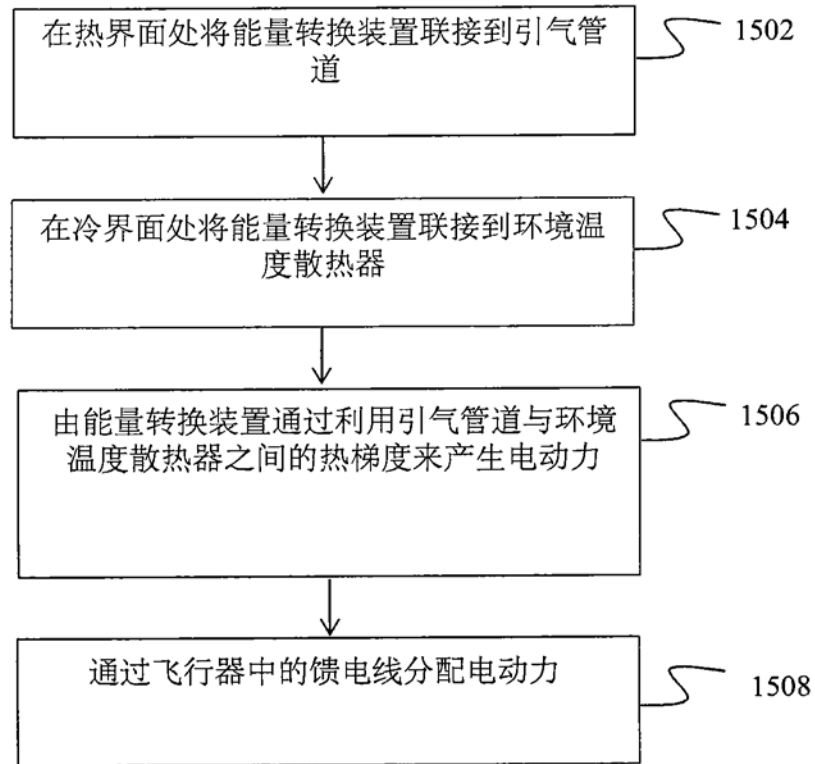 在热界面处将能量转换装置联接到引气管
道
1502
在冷界面处将能量转换装置联接到环境温
度散热器
1504
由能量转换装置通过利用引气管道与环境
温度散热器之间的热梯度来产生电动力
1506
通过飞行器中的馈电线分配电动力
1508